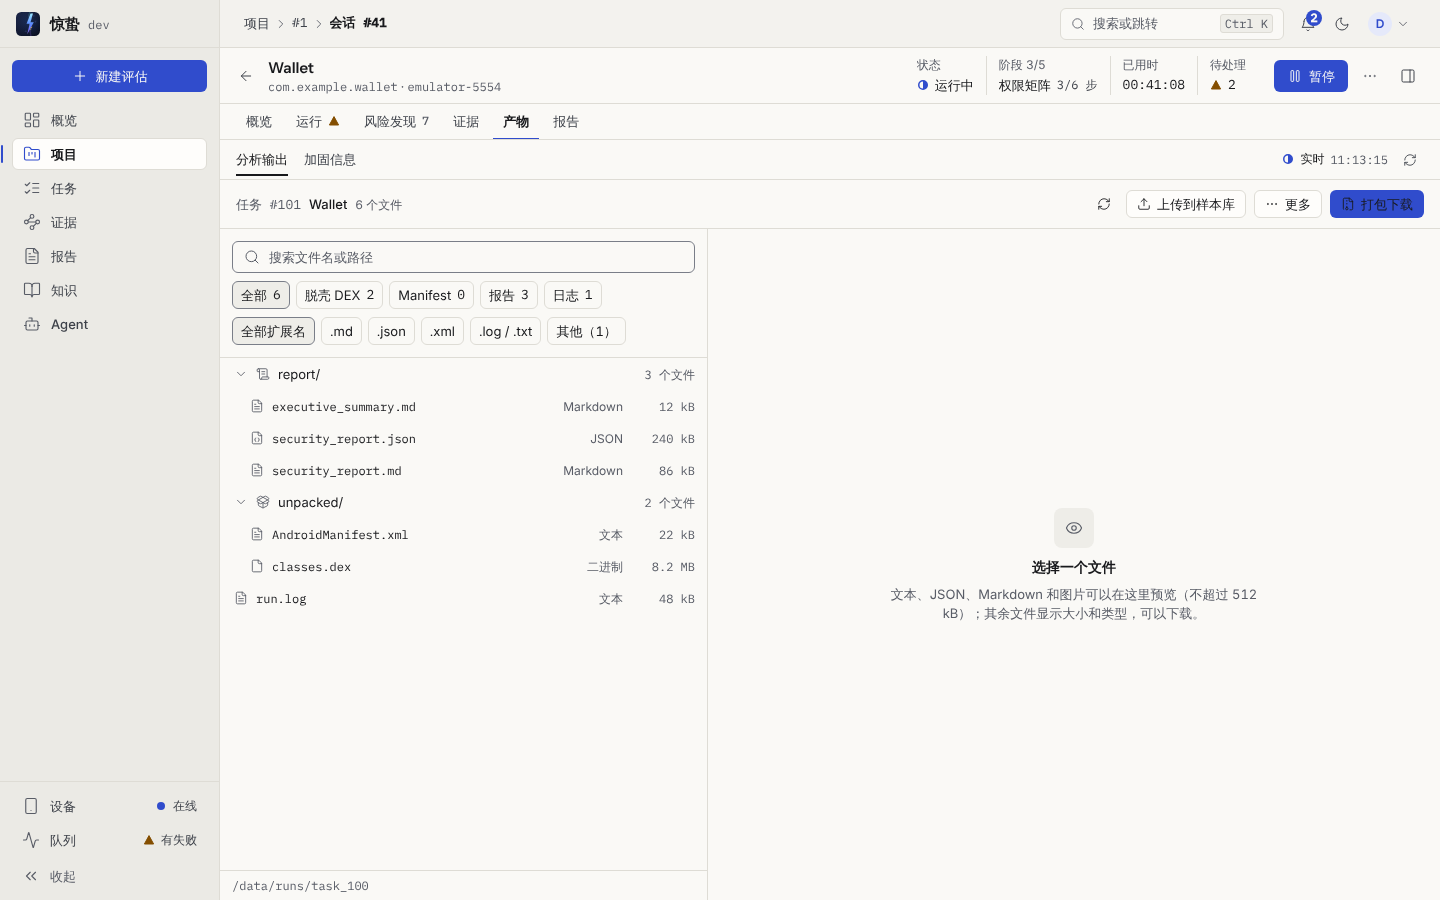 惊蛰 dev
项目 > #1 > 会话 #41
搜索或跳转 Ctrl K
2
D
新建评估
概览
项目
任务
证据
报告
知识
Agent
设备 在线
队列 有失败
收起
Wallet
com.example.wallet · emulator-5554
状态
运行中
阶段 3/5
权限矩阵 3/6 步
已用时
00:41:08
待处理
2
暂停
概览 运行 风险发现 7 证据 产物 报告
分析输出 加固信息
实时 11:13:15
任务 #101 Wallet 6 个文件
上传到样本库
更多
打包下载
搜索文件名或路径
全部 6 脱壳 DEX 2 Manifest 0 报告 3 日志 1
全部扩展名 .md .json .xml .log / .txt 其他（1）
report/ 3 个文件
executive_summary.md Markdown 12 kB
security_report.json JSON 240 kB
security_report.md Markdown 86 kB
unpacked/ 2 个文件
AndroidManifest.xml 文本 22 kB
classes.dex 二进制 8.2 MB
run.log 文本 48 kB
/data/runs/task_100
选择一个文件
文本、JSON、Markdown 和图片可以在这里预览（不超过 512
kB）；其余文件显示大小和类型，可以下载。